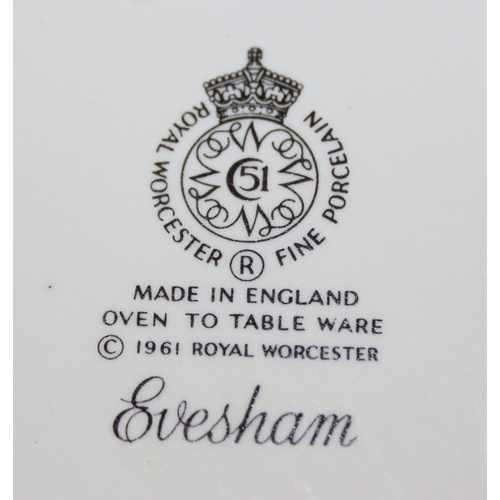 ROYAL WORCESTER FINE PORCELAIN
51
®
MADE IN ENGLAND
OVEN TO TABLE WARE
© 1961 ROYAL WORCESTER
Evesham